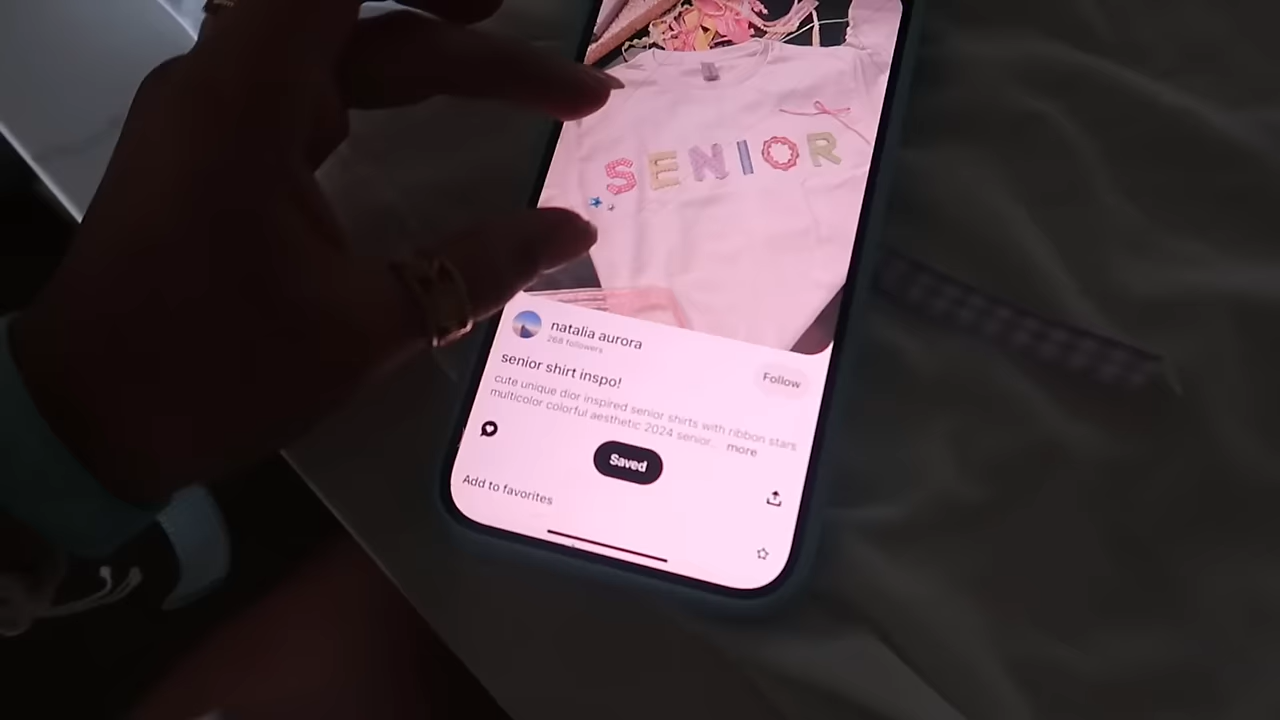 SENIOR
natalia aurora
268 followers
Follow
senior shirt inspo!
cute unique dior inspired senior shirts with ribbon stars
multicolor colorful aesthetic 2024 senior... more
Saved
Add to favorites